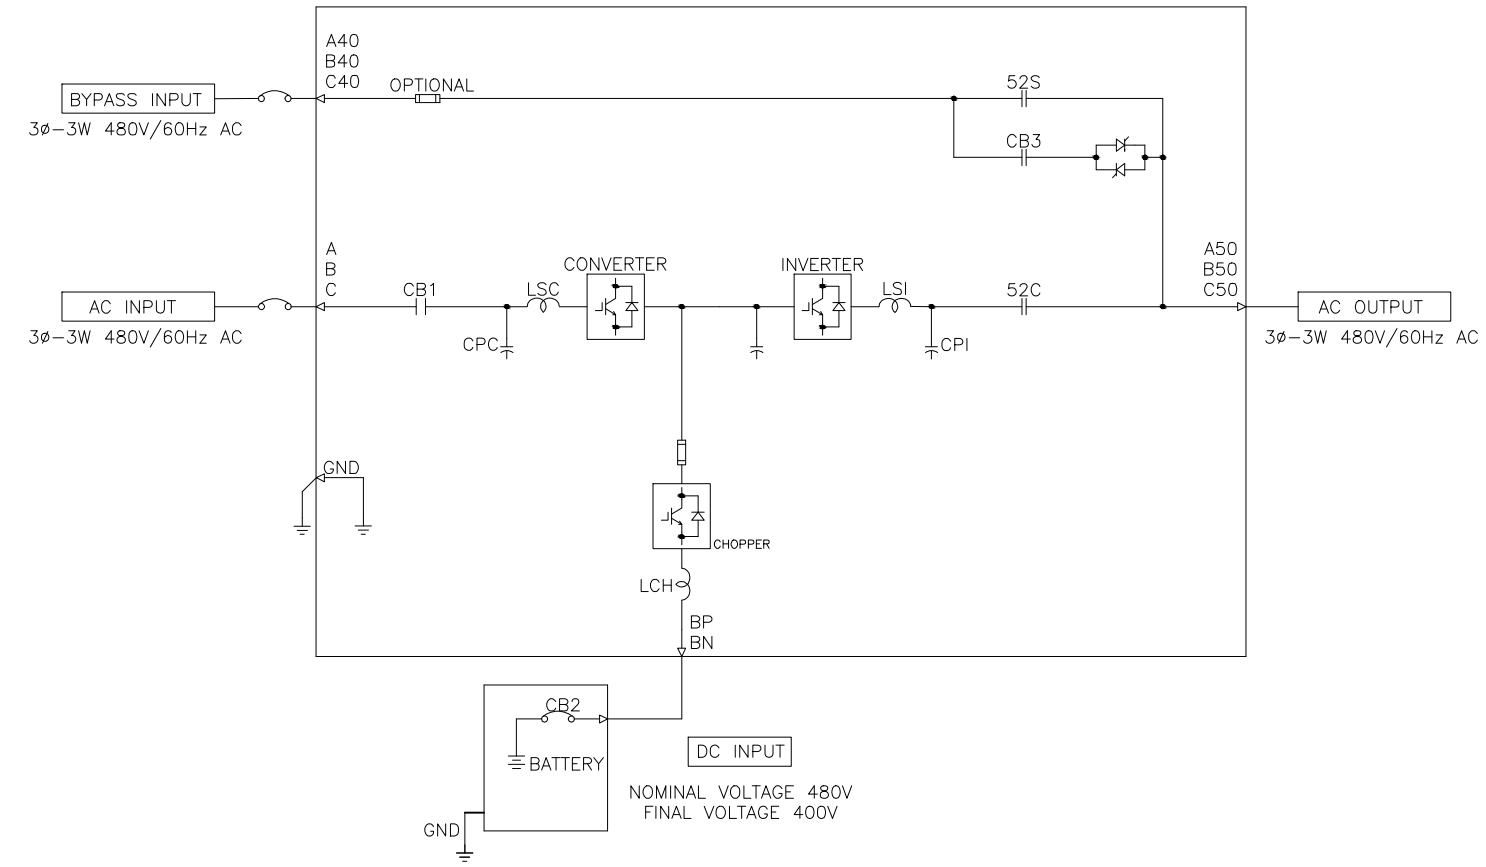 A40
B40
C40
OPTIONAL
BYPASS INPUT
3ø-3W 480V/60Hz AC
52S
CB3
A
B
C
CB1
LSC
CONVERTER
INVERTER
LSI
52C
A50
B50
C50
AC INPUT
3ø-3W 480V/60Hz AC
AC OUTPUT
3ø-3W 480V/60Hz AC
CPC
CPI
GND
CHOPPER
LCH
BP
BN
CB2
BATTERY
DC INPUT
NOMINAL VOLTAGE 480V
FINAL VOLTAGE 400V
GND